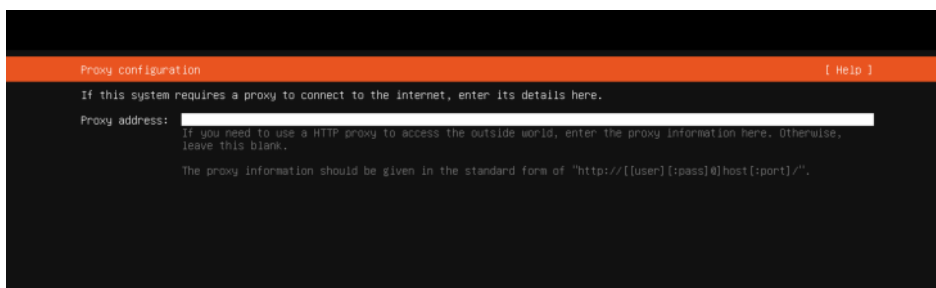 Proxy configuration [ Help ]
If this system requires a proxy to connect to the internet, enter its details here.
Proxy address:
If you need to use a HTTP proxy to access the outside world, enter the proxy information here. Otherwise,
leave this blank.
The proxy information should be given in the standard form of "http://[[user][:pass]@]host[:port]/".